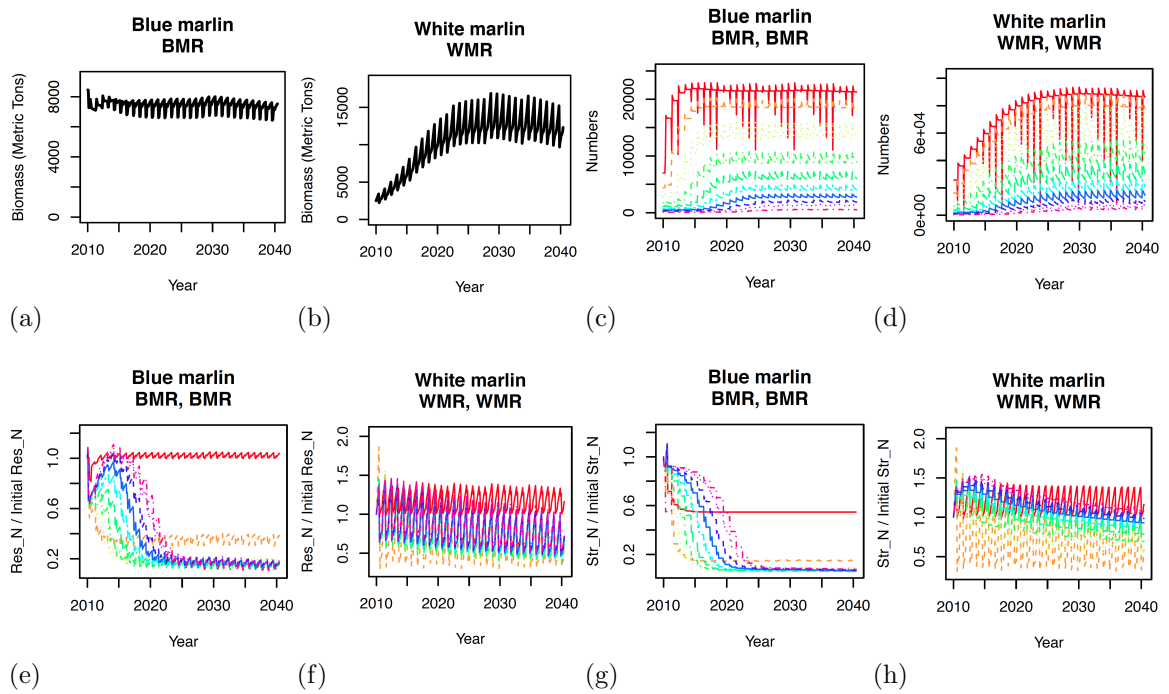 Blue marlin
BMR
Biomass (Metric Tons)
8000
4000
0
2010 2020 2030 2040
Year
(a)
White marlin
WMR
Biomass (Metric Tons)
15000
5000
0
2010 2020 2030 2040
Year
(b)
Blue marlin
BMR, BMR
Numbers
20000
10000
0
2010 2020 2030 2040
Year
(c)
White marlin
WMR, WMR
Numbers
6e+04
0e+00
2010 2020 2030 2040
Year
(d)
Blue marlin
BMR, BMR
Res_N / Initial Res_N
1.0
0.6
0.2
2010 2020 2030 2040
Year
(e)
White marlin
WMR, WMR
Res_N / Initial Res_N
2.0
1.5
1.0
0.5
2010 2020 2030 2040
Year
(f)
Blue marlin
BMR, BMR
Str_N / Initial Str_N
1.0
0.6
0.2
2010 2020 2030 2040
Year
(g)
White marlin
WMR, WMR
Str_N / Initial Str_N
2.0
1.5
1.0
0.5
2010 2020 2030 2040
Year
(h)